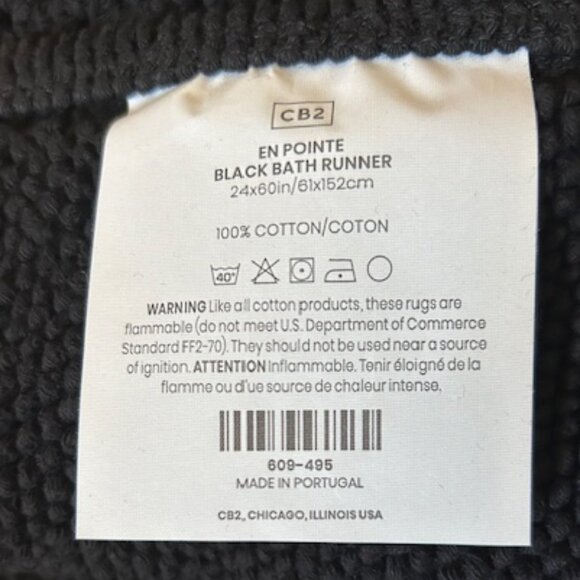 CB2
EN POINTE
BLACK BATH RUNNER
24x60in/61x152cm
100% COTTON/COTON
40°
WARNING Like all cotton products, these rugs are
flammable (do not meet U.S. Department of Commerce
Standard FF2-70). They should not be used near a source
of ignition. ATTENTION Inflammable. Tenir éloigné de la
flamme ou d'ue source de chaleur intense.
609-495
MADE IN PORTUGAL
CB2, CHICAGO, ILLINOIS USA